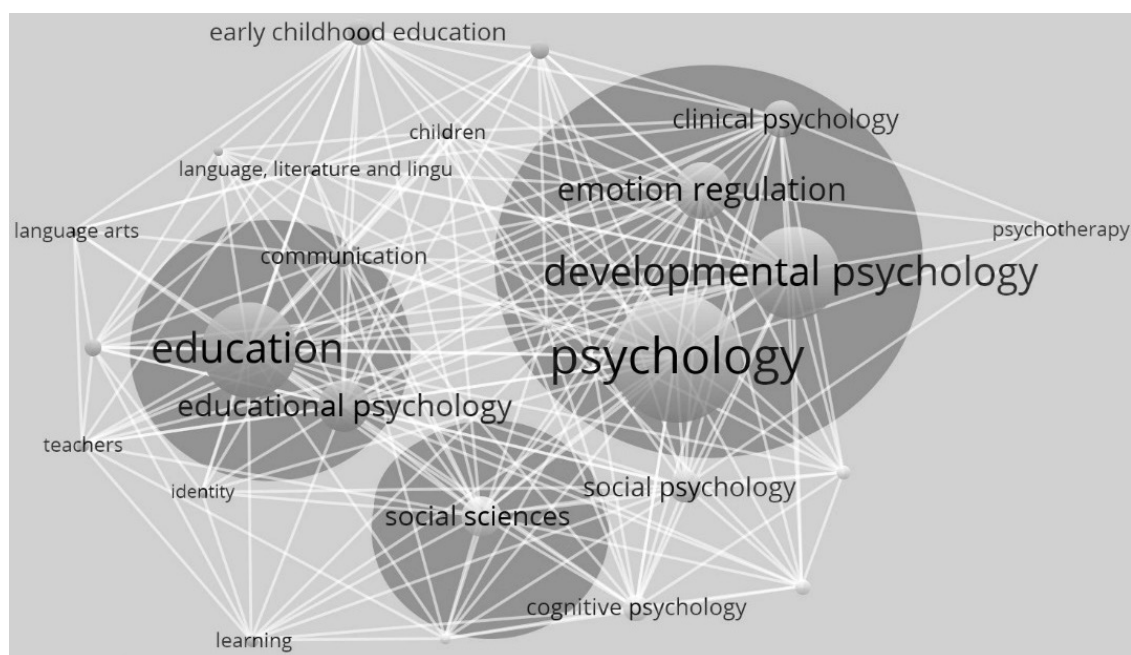 early childhood education
clinical psychology
children
language, literature and lingu
emotion regulation
language arts
psychotherapy
communication
developmental psychology
education
psychology
educational psychology
teachers
identity
social psychology
social sciences
cognitive psychology
learning